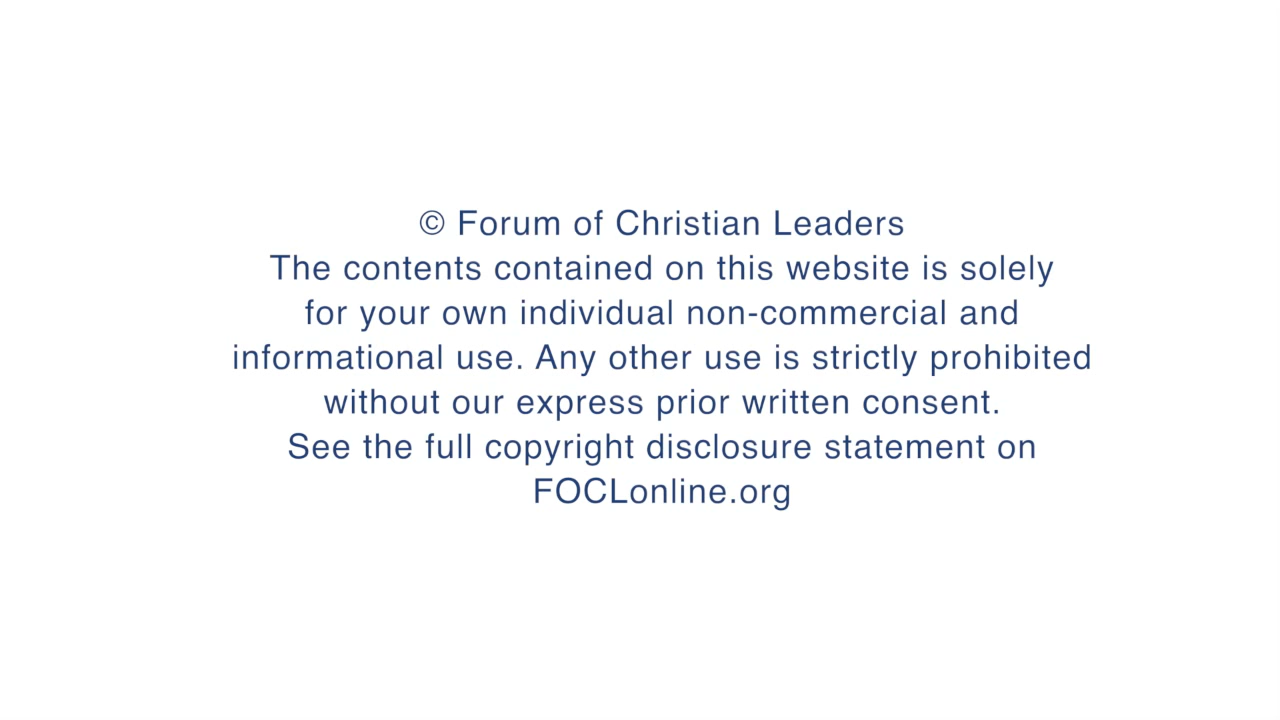 © Forum of Christian Leaders
The contents contained on this website is solely
for your own individual non-commercial and
informational use. Any other use is strictly prohibited
without our express prior written consent.
See the full copyright disclosure statement on
FOCLonline.org